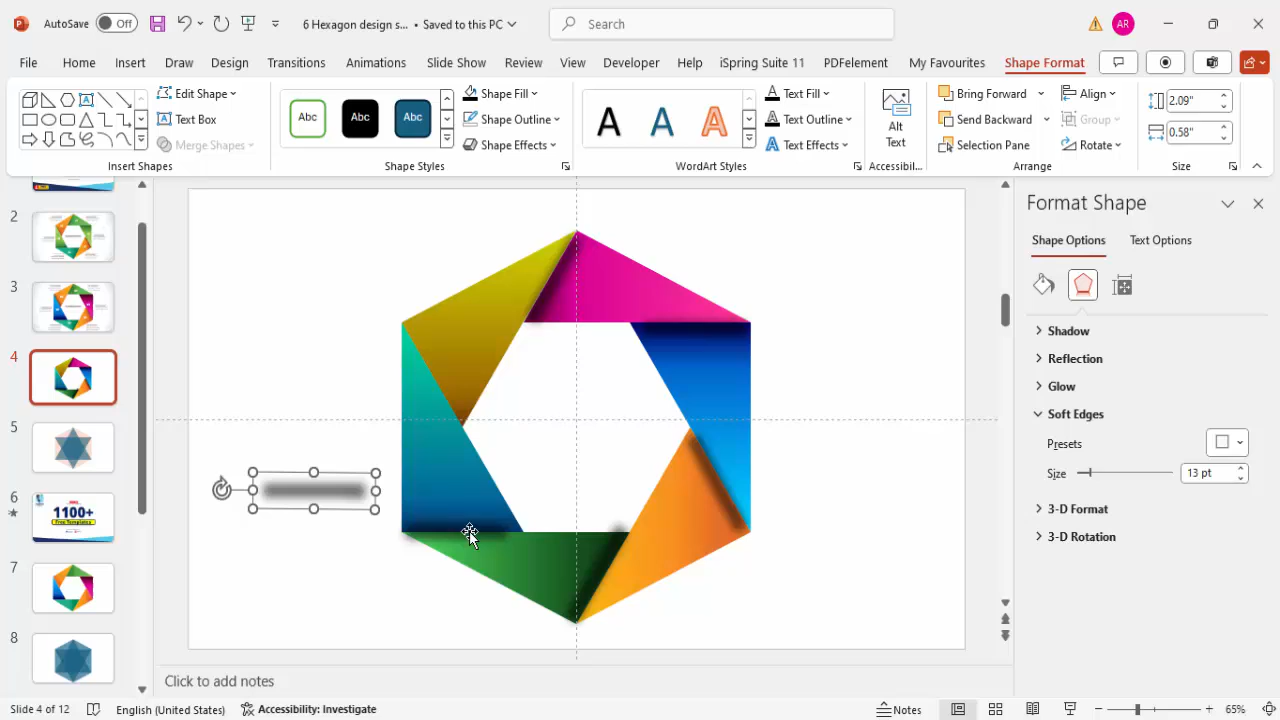 AutoSave Off 6 Hexagon design s... • Saved to this PC Search AR
File Home Insert Draw Design Transitions Animations Slide Show Review View Developer Help iSpring Suite 11 PDFelement My Favourites Shape Format
Edit Shape
Text Box
Merge Shapes
Insert Shapes
Abc Abc Abc
Shape Fill
Shape Outline
Shape Effects
Shape Styles
A A A
Text Fill
Text Outline
Text Effects
WordArt Styles
Alt
Text
Accessibil...
Bring Forward
Send Backward
Selection Pane
Align
Group
Rotate
Arrange
2.09"
0.58"
Size
2
3
4
5
6
1100+
Free Templates
7
8
Format Shape
Shape Options Text Options
Shadow
Reflection
Glow
Soft Edges
Presets
Size 13 pt
3-D Format
3-D Rotation
Click to add notes
Slide 4 of 12 English (United States) Accessibility: Investigate Notes 65%